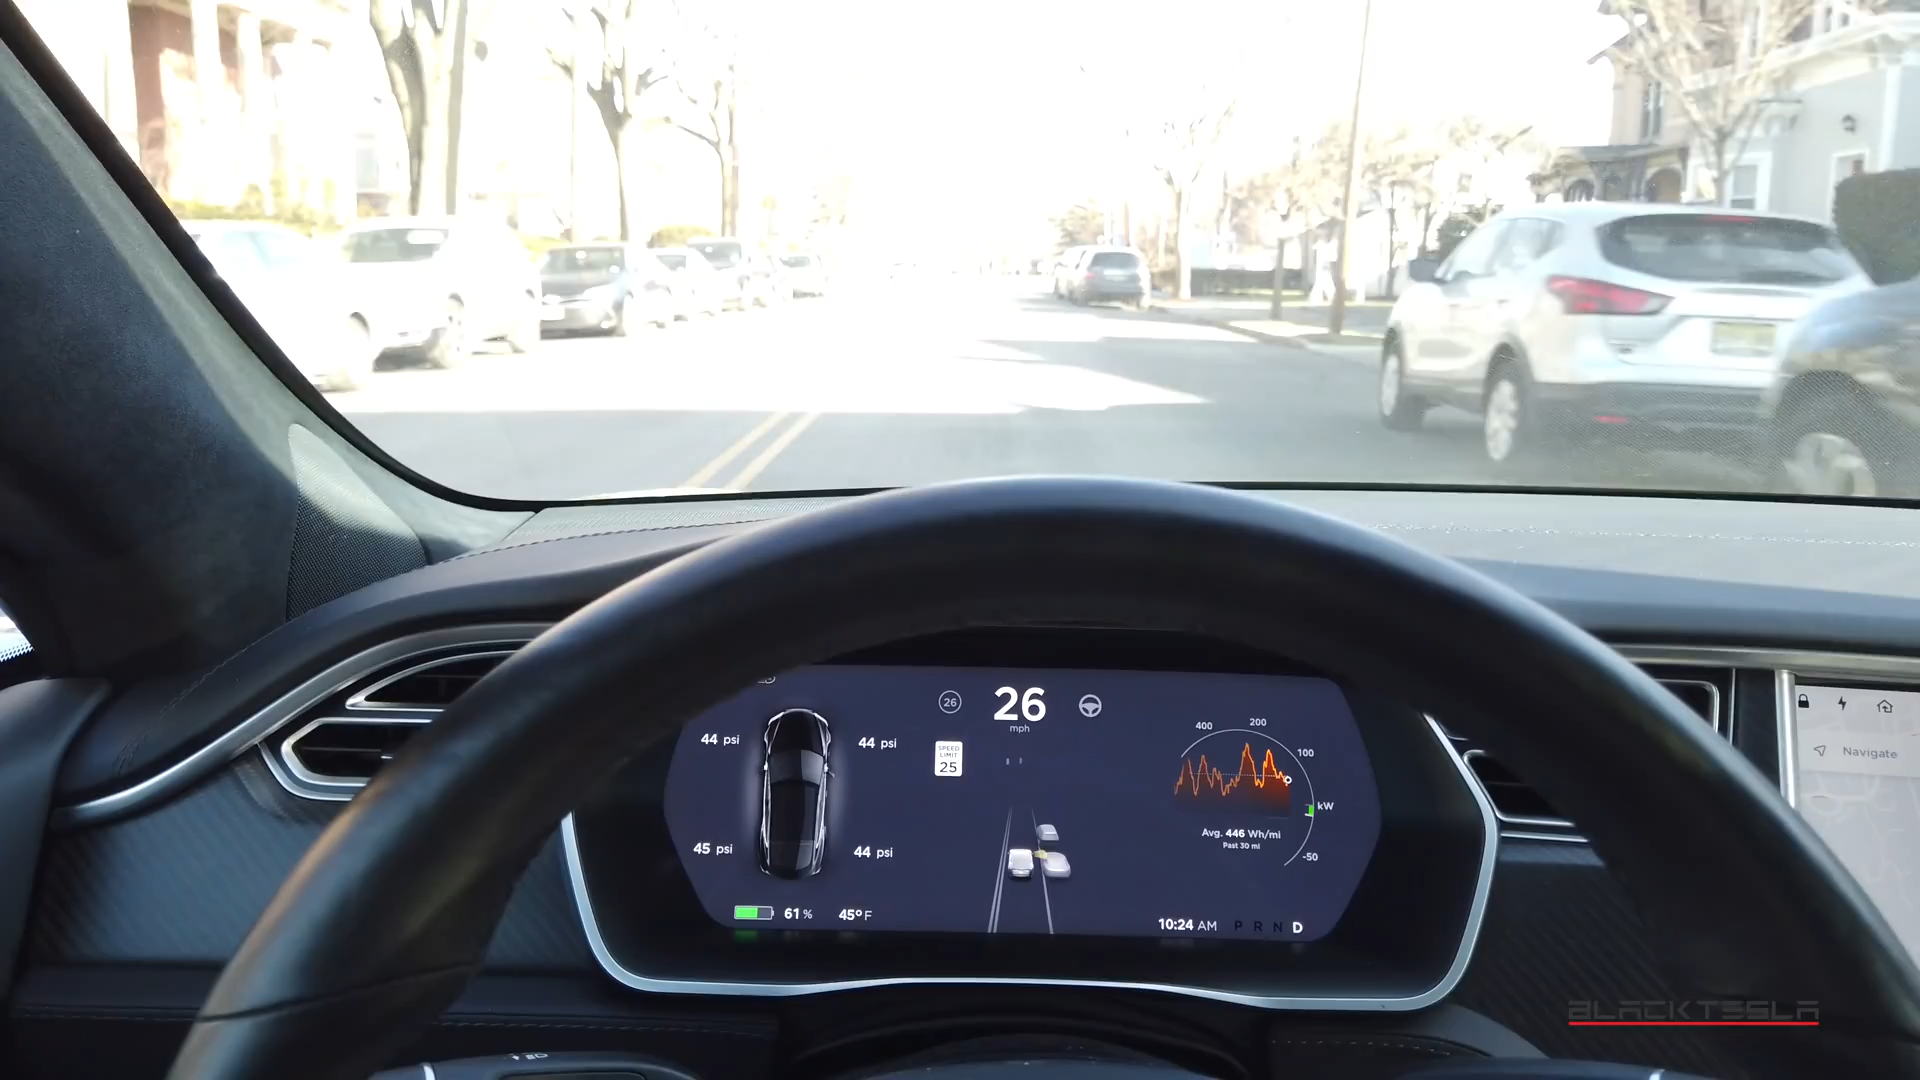 26
26
mph
44 psi
44 psi
SPEED
LIMIT
25
45 psi
44 psi
400
200
100
kW
-50
Avg. 446 Wh/mi
Past 30 mi
61 %
45° F
10:24 AM
P R N D
Navigate
BLACKTESLA